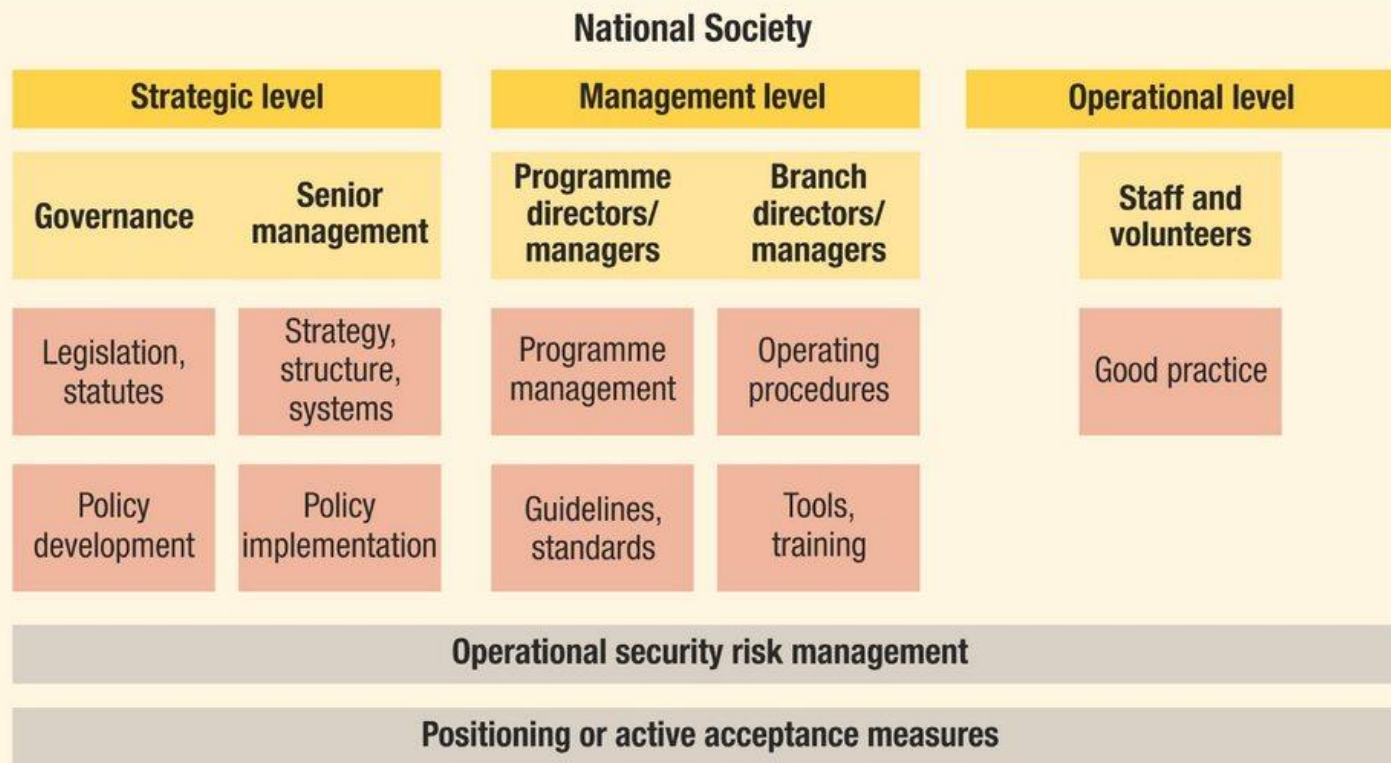 National Society
Strategic level
Management level
Operational level
Governance
Senior
management
Programme
directors/
managers
Branch
directors/
managers
Staff and
volunteers
Legislation,
statutes
Strategy,
structure,
systems
Programme
management
Operating
procedures
Good practice
Policy
development
Policy
implementation
Guidelines,
standards
Tools,
training
Operational security risk management
Positioning or active acceptance measures